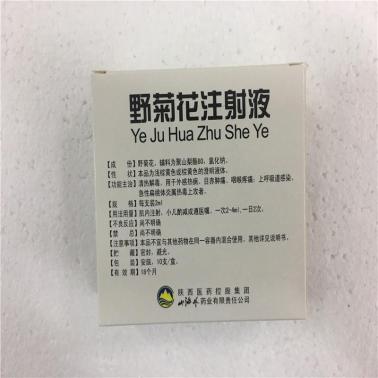 野菊花注射液
Ye Ju Hua Zhu She Ye
【成 份】野菊花，辅料为聚山梨酯80，氯化钠。
【性 状】本品为浅棕黄色或棕黄色的澄明液体。
【功能主治】清热解毒。用于外感热病，目赤肿痛，咽喉疼痛；上呼吸道感染，
急性扁桃体炎属热毒上攻者。
【规 格】每支装2ml
【用法用量】肌内注射，小儿酌减或遵医嘱，一次2-4ml，一日2次。
【不良反应】尚不明确
【禁 忌】尚不明确
【注意事项】本品不宜与其他药物在同一容器内混合使用，其他详见说明书。
【贮 藏】密封，避光。
【包 装】安瓿，10支/盒。
【有 效 期】18个月
陕西医药控股集团
山海丹药业有限责任公司